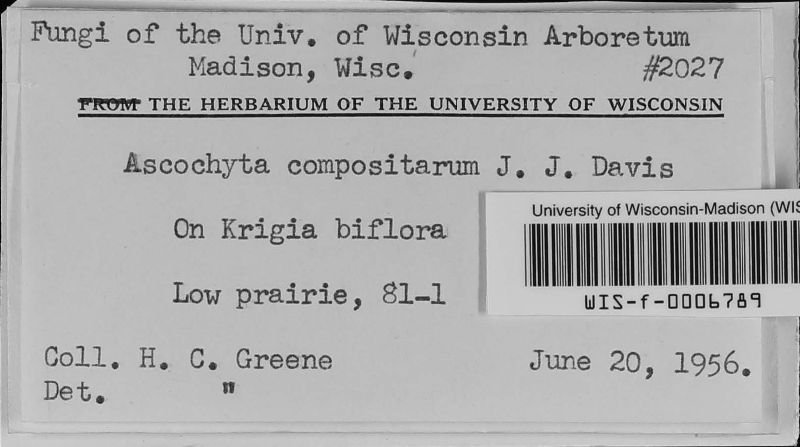 Fungi of the Univ. of Wisconsin Arboretum
Madison, Wisc. #2027
FROM THE HERBARIUM OF THE UNIVERSITY OF WISCONSIN
Ascochyta compositarum J. J. Davis
University of Wisconsin-Madison (WIS
On Krigia biflora
Low prairie, 81-1
WIS-f-0006789
Coll. H. C. Greene June 20, 1956.
Det. "